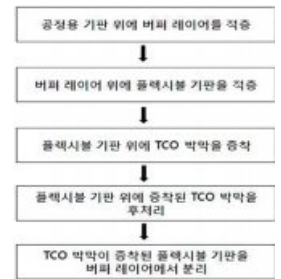 공정용 기판 위에 버퍼 레이어를 적층
버퍼 레이어 위에 플렉시블 기판을 적층
플렉시블 기판 위에 TCO 박막을 증착
플렉시블 기판 위에 증착된 TCO 박막을
후처리
TCO 박막이 증착된 플렉시블 기판을
버퍼 레이어에서 분리